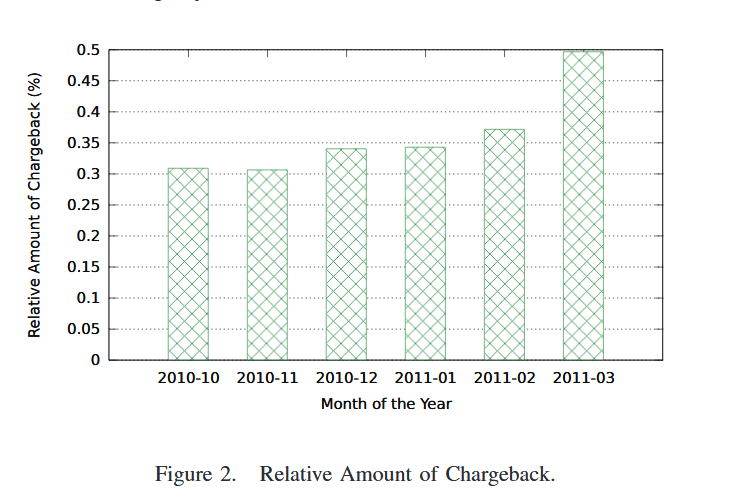 0.5
0.45
0.4
0.35
0.3
0.25
0.2
0.15
0.1
0.05
0
Relative Amount of Chargeback (%)
2010-10 2010-11 2010-12 2011-01 2011-02 2011-03
Month of the Year
Figure 2. Relative Amount of Chargeback.